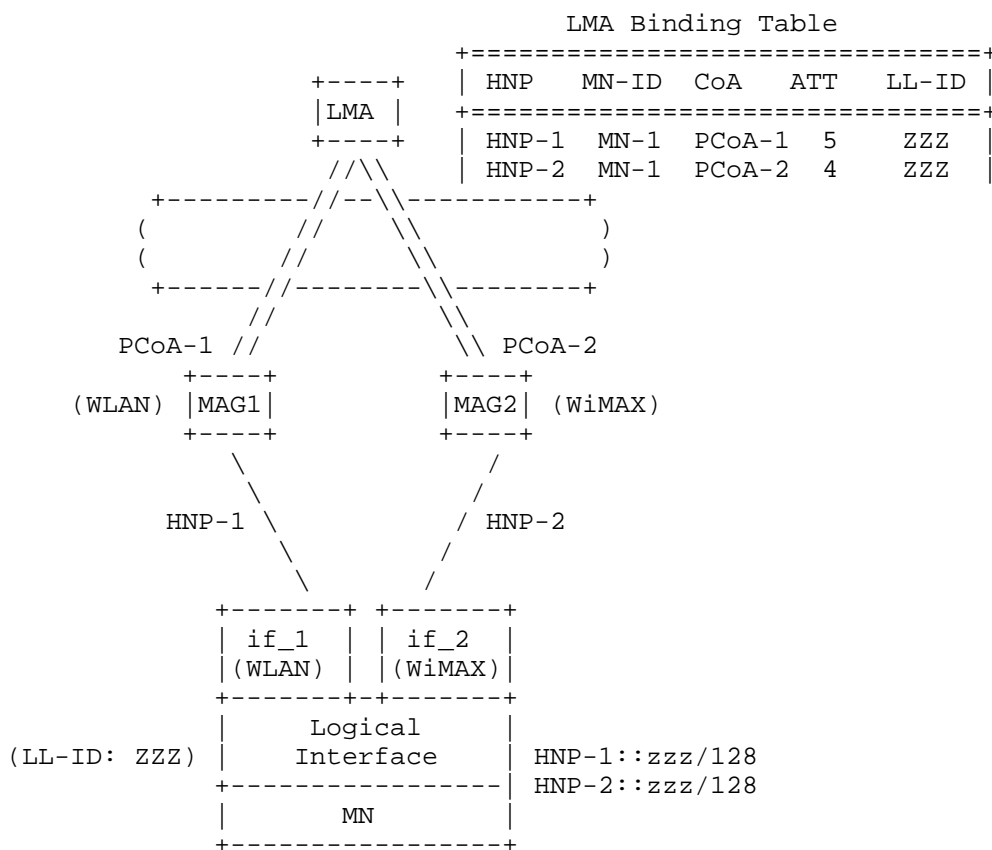 LMA Binding Table
HNP MN-ID CoA ATT LL-ID
LMA
HNP-1 MN-1 PCoA-1 5 ZZZ
HNP-2 MN-1 PCoA-2 4 ZZZ
PCoA-1 PCoA-2
(WLAN) MAG1 MAG2 (WiMAX)
HNP-1 HNP-2
if_1 if_2
(WLAN) (WiMAX)
Logical
(LL-ID: ZZZ) Interface HNP-1::zzz/128
HNP-2::zzz/128
MN